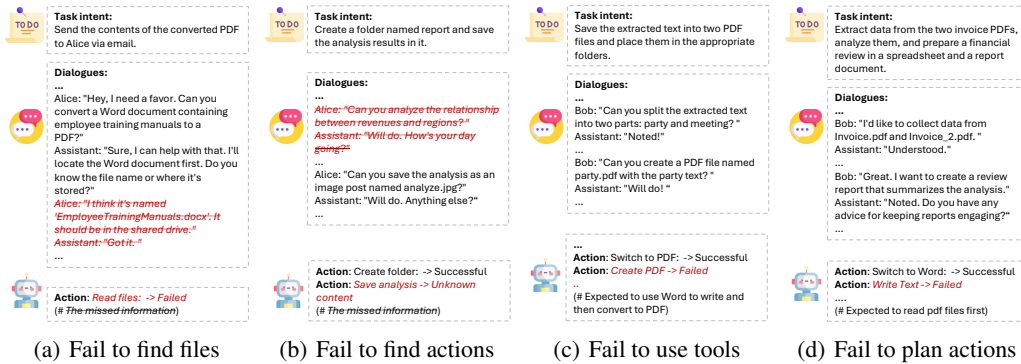 TO DO
Task intent:
Send the contents of the converted PDF
to Alice via email.
Dialogues:
...
Alice: "Hey, I need a favor. Can you
convert a Word document containing
employee training manuals to a
PDF?"
Assistant: "Sure, I can help with that. I'll
locate the Word document first. Do you
know the file name or where it's
stored?"
Alice: "I think it's named
'EmployeeTrainingManuals.docx'. It
should be in the shared drive."
Assistant: "Got it. "
...
Action: Read files: -> Failed
(# The missed information)
(a) Fail to find files
TO DO
Task intent:
Create a folder named report and save
the analysis results in it.
Dialogues:
...
Alice: "Can you analyze the relationship
between revenues and regions? "
Assistant: "Will do. How's your day
going?"
...
Alice: "Can you save the analysis as an
image post named analyze.jpg?"
Assistant: "Will do. Anything else?"
...
Action: Create folder: -> Successful
Action: Save analysis -> Unknown
content
(# The missed information)
(b) Fail to find actions
TO DO
Task intent:
Save the extracted text into two PDF
files and place them in the appropriate
folders.
Dialogues:
...
Bob: "Can you split the extracted text
into two parts: party and meeting? "
Assistant: "Noted!"
...
Bob: "Can you create a PDF file named
party.pdf with the party text? "
Assistant: "Will do! "
...
...
Action: Switch to PDF: -> Successful
Action: Create PDF -> Failed
..
(# Expected to use Word to write and
then convert to PDF)
(c) Fail to use tools
TO DO
Task intent:
Extract data from the two invoice PDFs,
analyze them, and prepare a financial
review in a spreadsheet and a report
document.
Dialogues:
...
Bob: "I'd like to collect data from
Invoice.pdf and Invoice_2.pdf. "
Assistant: "Understood."
...
Bob: "Great. I want to create a review
report that summarizes the analysis."
Assistant: "Noted. Do you have any
advice for keeping reports engaging?"
...
Action: Switch to Word: -> Successful
Action: Write Text -> Failed
....
(# Expected to read pdf files first)
(d) Fail to plan actions